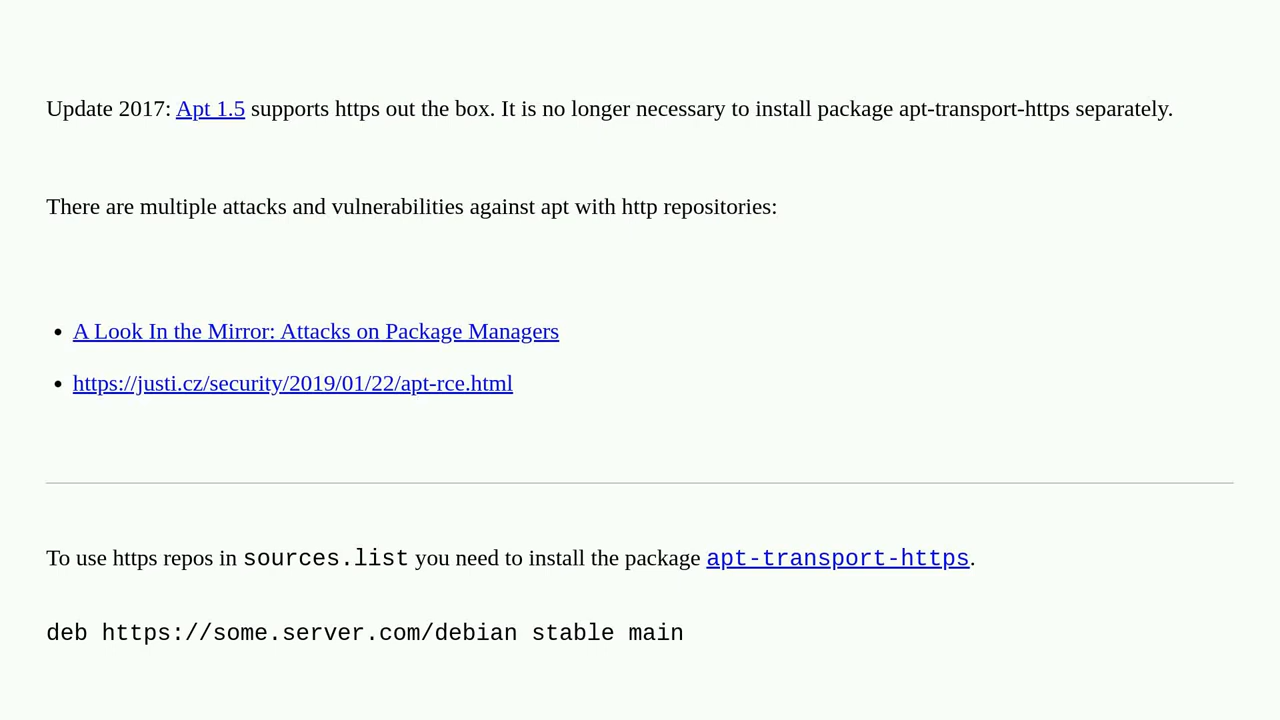 Update 2017: Apt 1.5 supports https out the box. It is no longer necessary to install package apt-transport-https separately.
There are multiple attacks and vulnerabilities against apt with http repositories:
• A Look In the Mirror: Attacks on Package Managers
• https://justi.cz/security/2019/01/22/apt-rce.html
To use https repos in sources.list you need to install the package apt-transport-https.
deb https://some.server.com/debian stable main